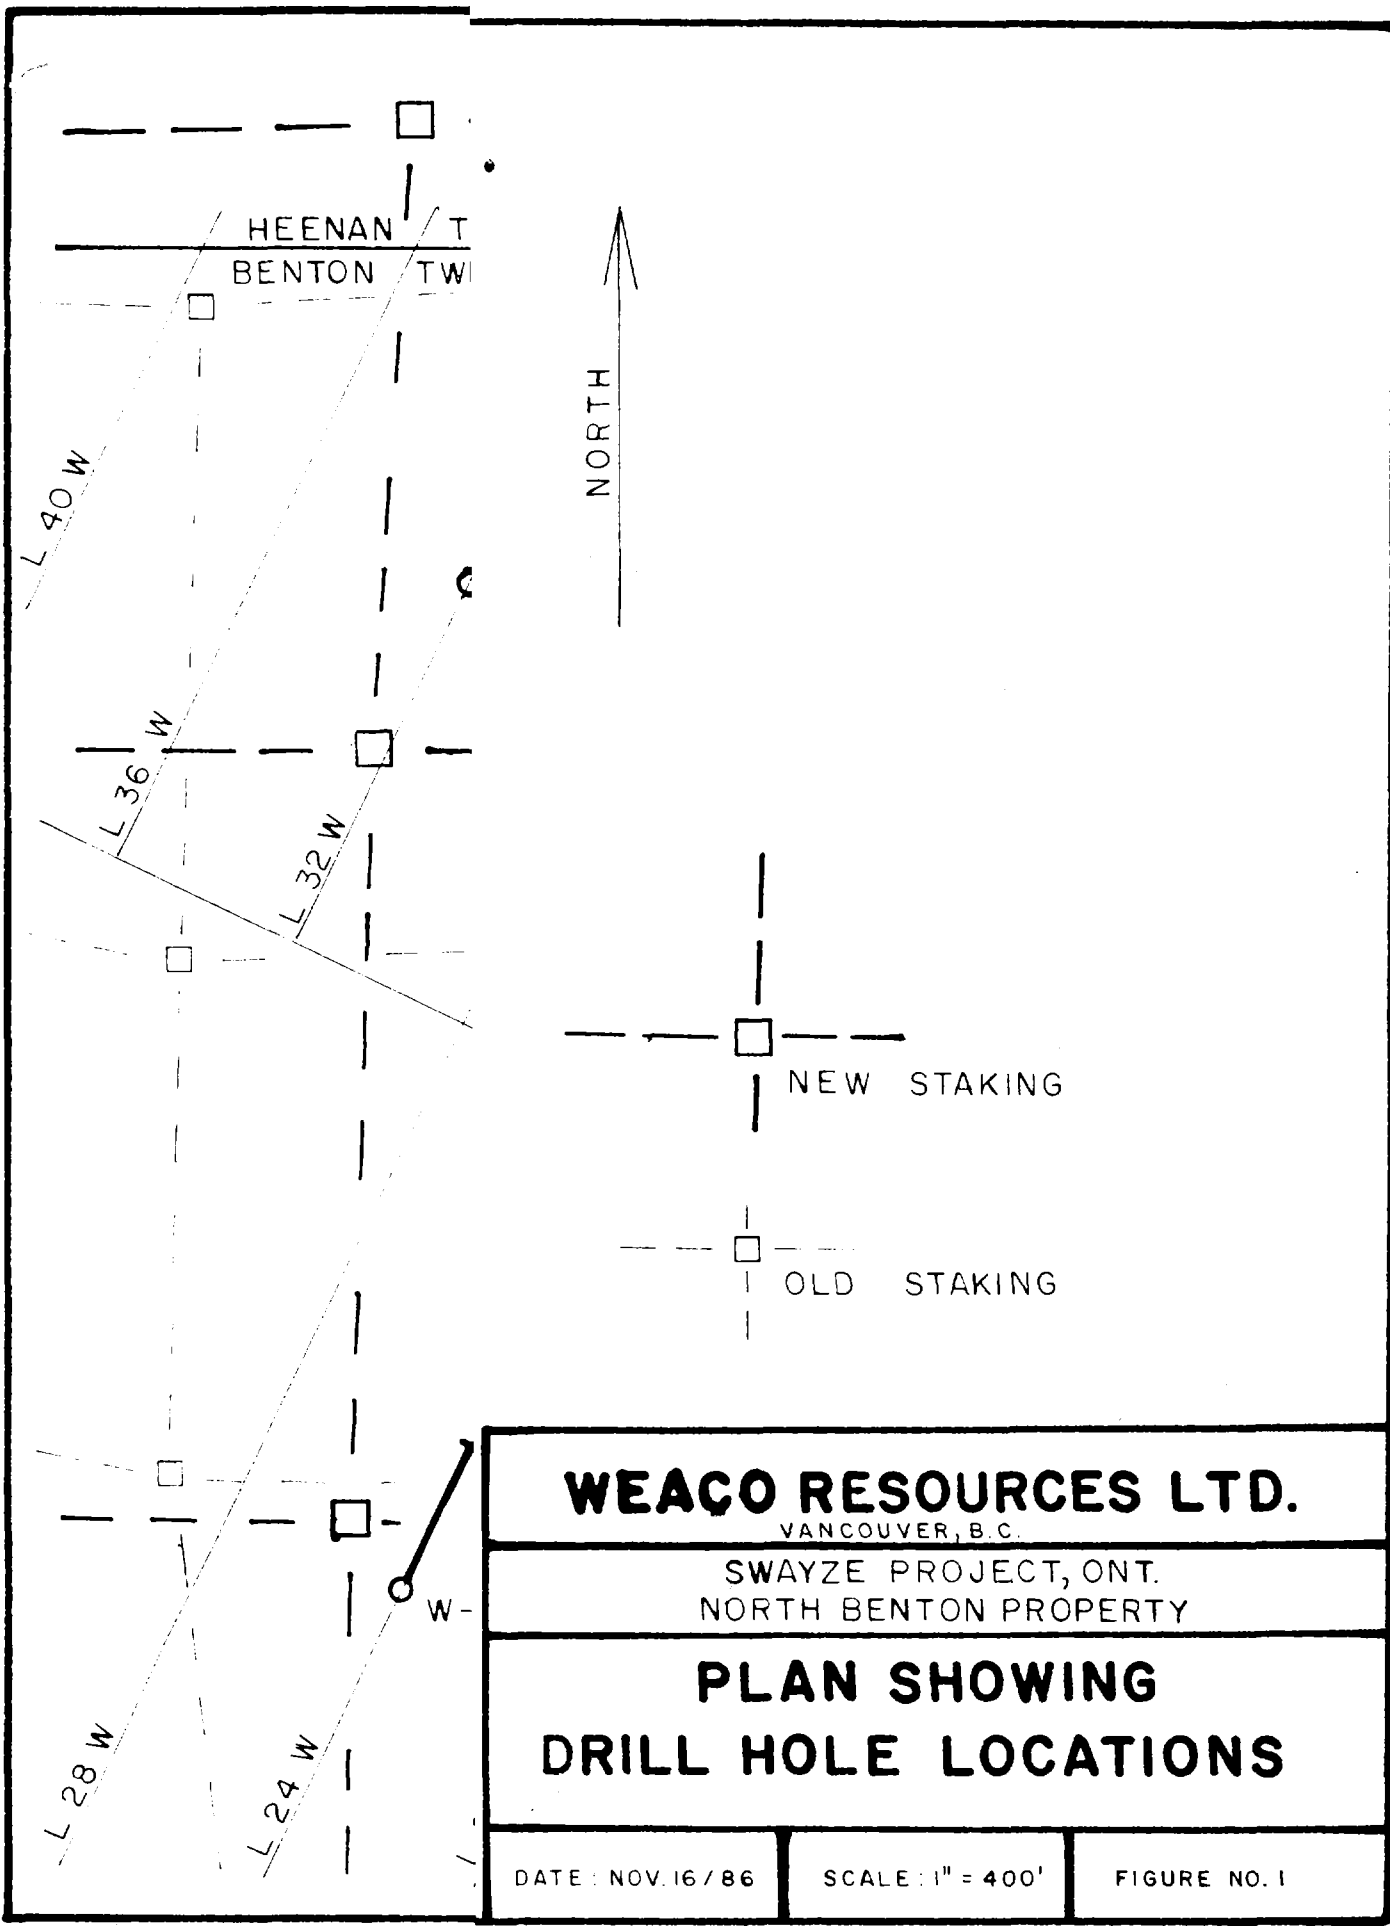 HEENAN T
BENTON TW
NORTH
L 40 W
L 36 W
L 32 W
NEW STAKING
OLD STAKING
W-
L 28 W
L 24 W
WEACO RESOURCES LTD.
VANCOUVER, B.C.
SWAYZE PROJECT, ONT.
NORTH BENTON PROPERTY
PLAN SHOWING
DRILL HOLE LOCATIONS
DATE: NOV. 16/86
SCALE: 1" = 400'
FIGURE NO. 1